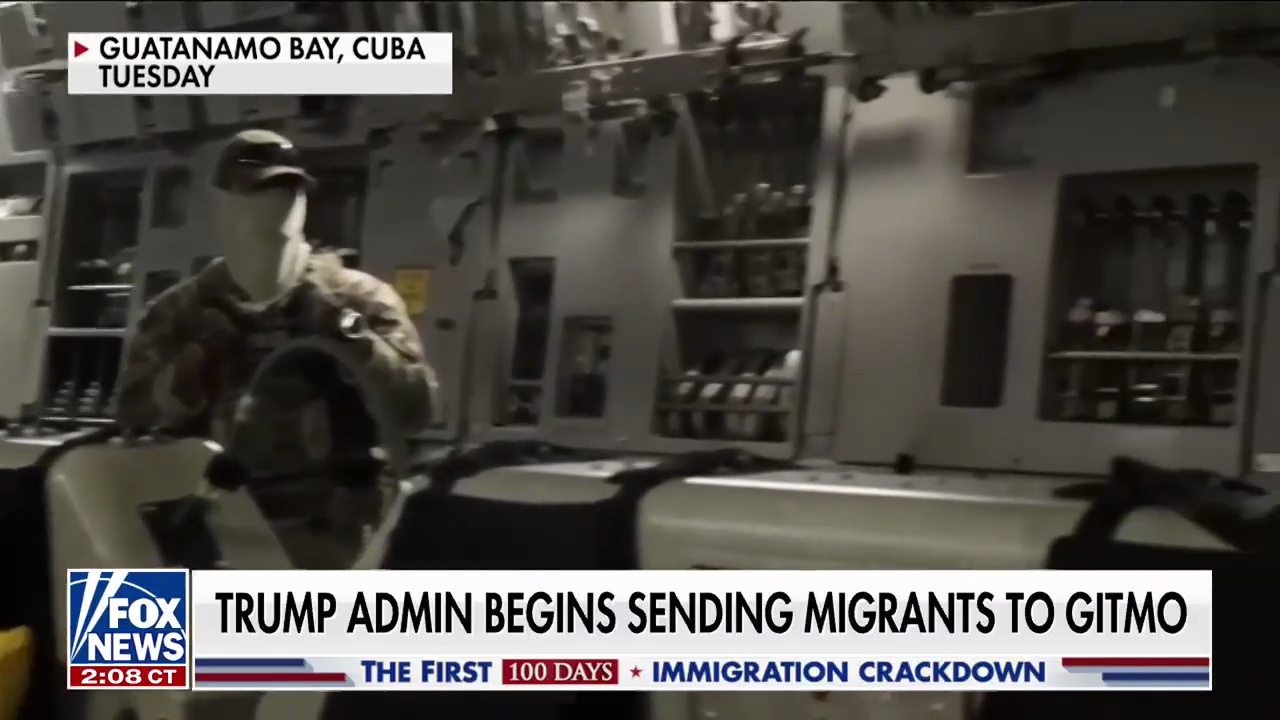 GUATANAMO BAY, CUBA
TUESDAY
FOX
NEWS
2:08 CT
TRUMP ADMIN BEGINS SENDING MIGRANTS TO GITMO
THE FIRST 100 DAYS ★ IMMIGRATION CRACKDOWN